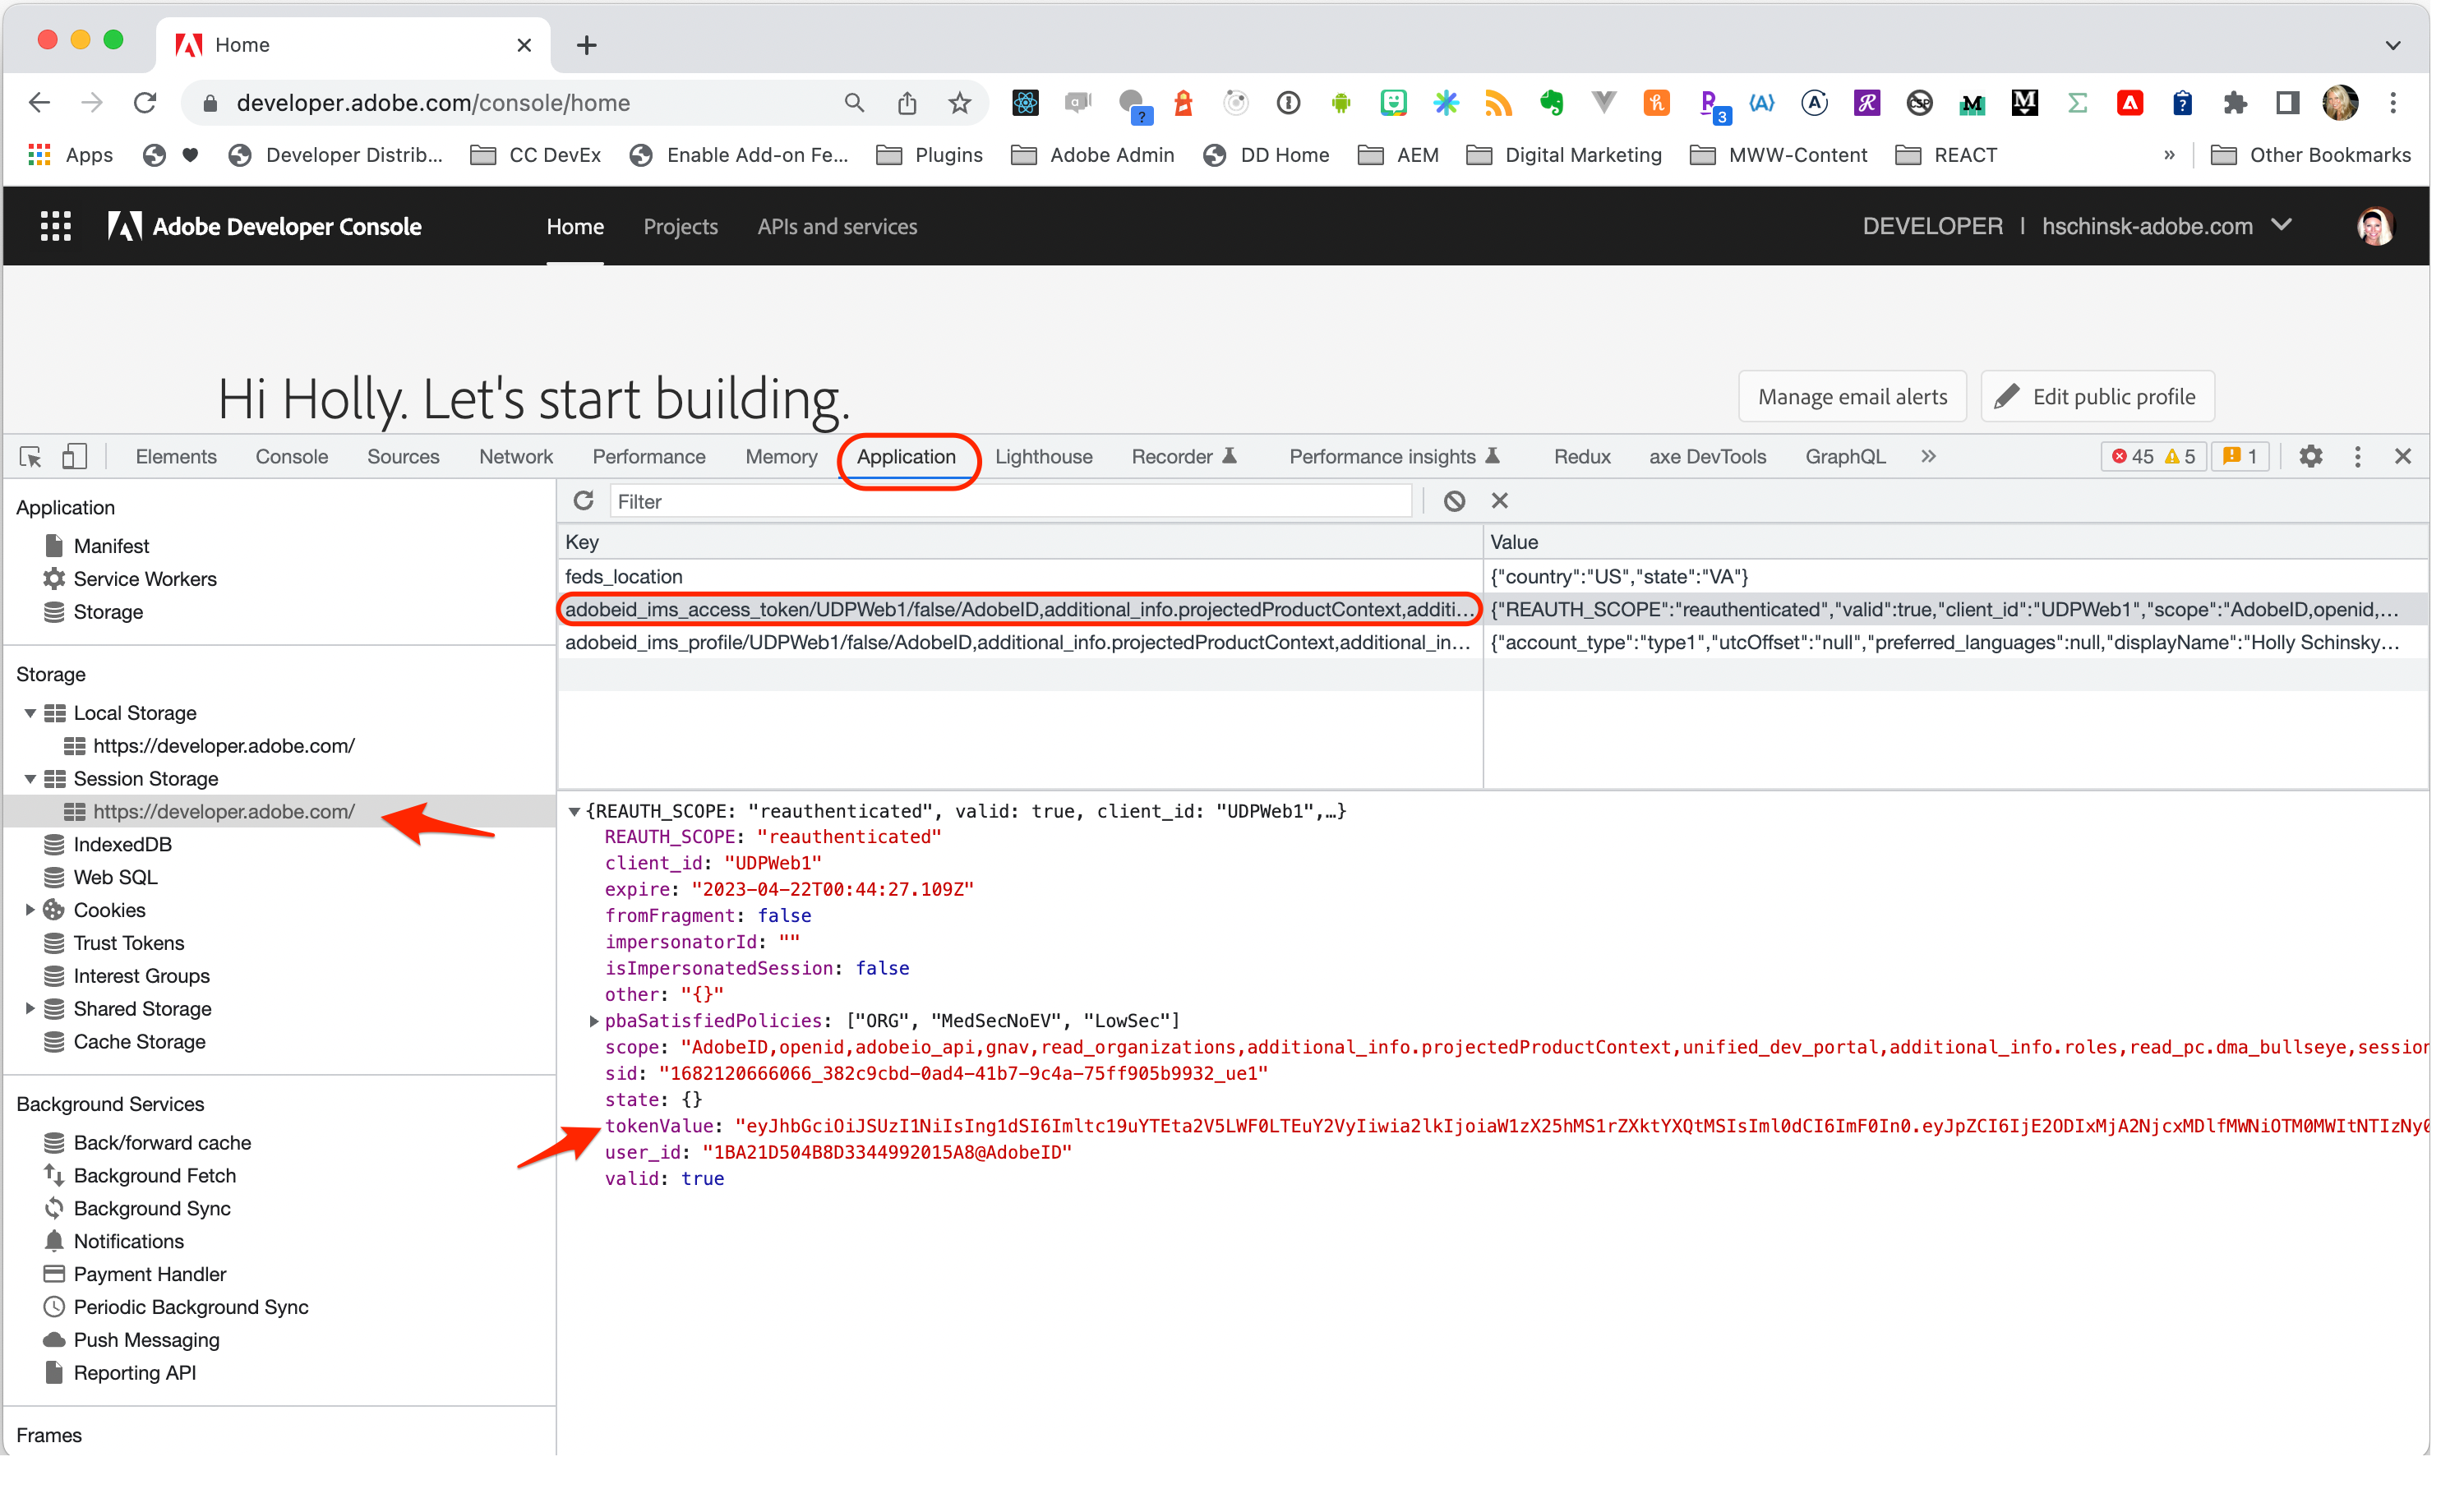 Home
developer.adobe.com/console/home
? 3 ?
Apps Developer Distrib... CC DevEx Enable Add-on Fe... Plugins Adobe Admin DD Home AEM Digital Marketing MWW-Content REACT » Other Bookmarks
Adobe Developer Console Home Projects APIs and services DEVELOPER | hschinsk-adobe.com
Hi Holly. Let's start building.
Manage email alerts Edit public profile
Elements Console Sources Network Performance Memory Application Lighthouse Recorder Performance insights Redux axe DevTools GraphQL » 45 5 1
Application
Filter
Key Value
Manifest
feds_location {"country":"US","state":"VA"}
Service Workers
adobeid_ims_access_token/UDPWeb1/false/AdobeID,additional_info.projectedProductContext,additi... {"REAUTH_SCOPE":"reauthenticated","valid":true,"client_id":"UDPWeb1","scope":"AdobeID,openid,...
Storage
adobeid_ims_profile/UDPWeb1/false/AdobeID,additional_info.projectedProductContext,additional_in... {"account_type":"type1","utcOffset":"null","preferred_languages":null,"displayName":"Holly Schinsky...
Storage
Local Storage
https://developer.adobe.com/
Session Storage
https://developer.adobe.com/
IndexedDB
Web SQL
Cookies
Trust Tokens
Interest Groups
Shared Storage
Cache Storage
Background Services
Back/forward cache
Background Fetch
Background Sync
Notifications
Payment Handler
Periodic Background Sync
Push Messaging
Reporting API
Frames
{REAUTH_SCOPE: "reauthenticated", valid: true, client_id: "UDPWeb1",…}
REAUTH_SCOPE: "reauthenticated"
client_id: "UDPWeb1"
expire: "2023-04-22T00:44:27.109Z"
fromFragment: false
impersonatorId: ""
isImpersonatedSession: false
other: "{}"
pbaSatisfiedPolicies: ["ORG", "MedSecNoEV", "LowSec"]
scope: "AdobeID,openid,adobeio_api,gnav,read_organizations,additional_info.projectedProductContext,unified_dev_portal,additional_info.roles,read_pc.dma_bullseye,session
sid: "1682120666066_382c9cbd-0ad4-41b7-9c4a-75ff905b9932_ue1"
state: {}
tokenValue: "eyJhbGciOiJSUzI1NiIsIng1dSI6Imltc19uYTEta2V5LWF0LTEuY2VyIiwia2lkIjoiaW1zX25hMS1rZXktYXQtMSIsIml0dCI6ImF0In0.eyJpZCI6IjE2ODIxMjA2NjcxMDlfMWNiOTM0MWItNTIzNy0
user_id: "1BA21D504B8D3344992015A8@AdobeID"
valid: true